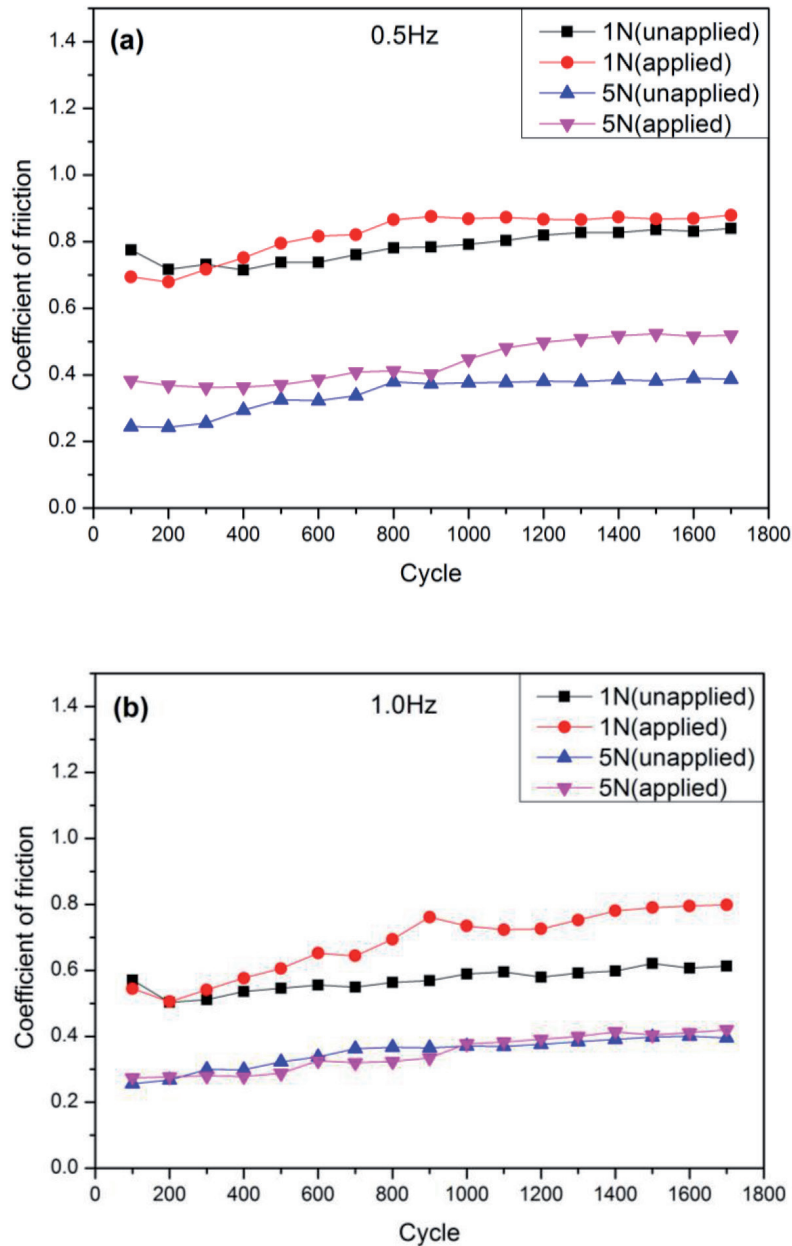 (a)
0.5Hz
1N(unapplied)
1N(applied)
5N(unapplied)
5N(applied)
1.4
1.2
1.0
0.8
0.6
0.4
0.2
0.0
Coefficient of friiction
0 200 400 600 800 1000 1200 1400 1600 1800
Cycle
(b)
1.0Hz
1N(unapplied)
1N(applied)
5N(unapplied)
5N(applied)
1.4
1.2
1.0
0.8
0.6
0.4
0.2
0.0
Coefficient of friction
0 200 400 600 800 1000 1200 1400 1600 1800
Cycle